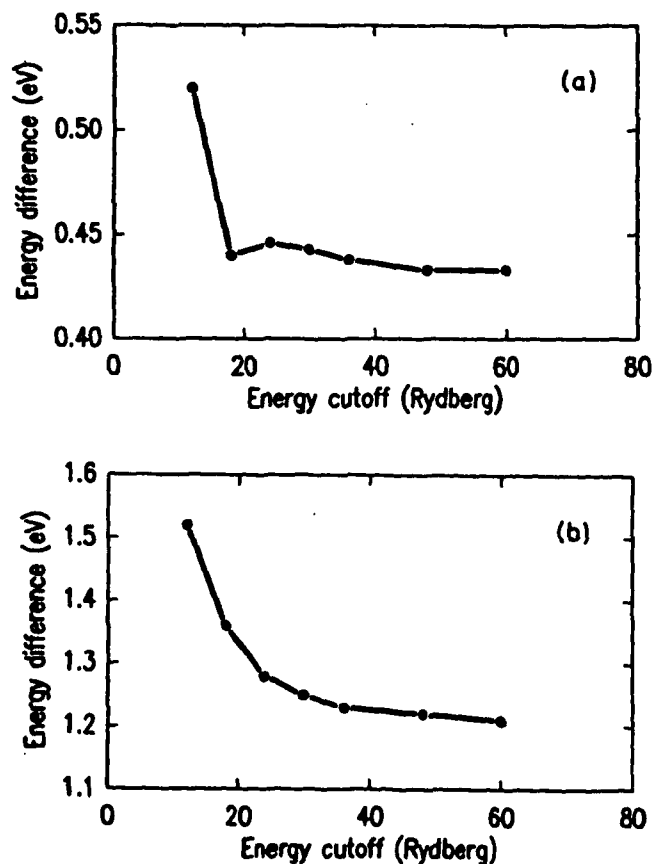 0.55
(a)
Energy difference (eV)
0.50
0.45
0.40
0 20 40 60 80
Energy cutoff (Rydberg)
1.6
(b)
Energy difference (eV)
1.5
1.4
1.3
1.2
1.1
0 20 40 60 80
Energy cutoff (Rydberg)